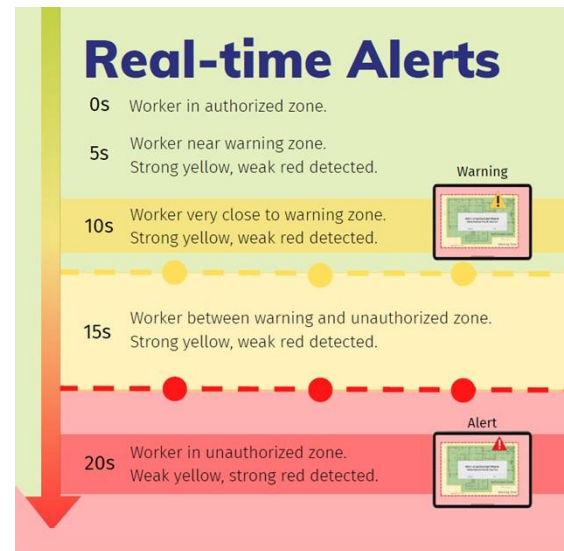 Real-time Alerts
0s Worker in authorized zone.
5s Worker near warning zone.
Strong yellow, weak red detected.
Warning
10s Worker very close to warning zone.
Strong yellow, weak red detected.
15s Worker between warning and unauthorized zone.
Strong yellow, weak red detected.
Alert
20s Worker in unauthorized zone.
Weak yellow, strong red detected.